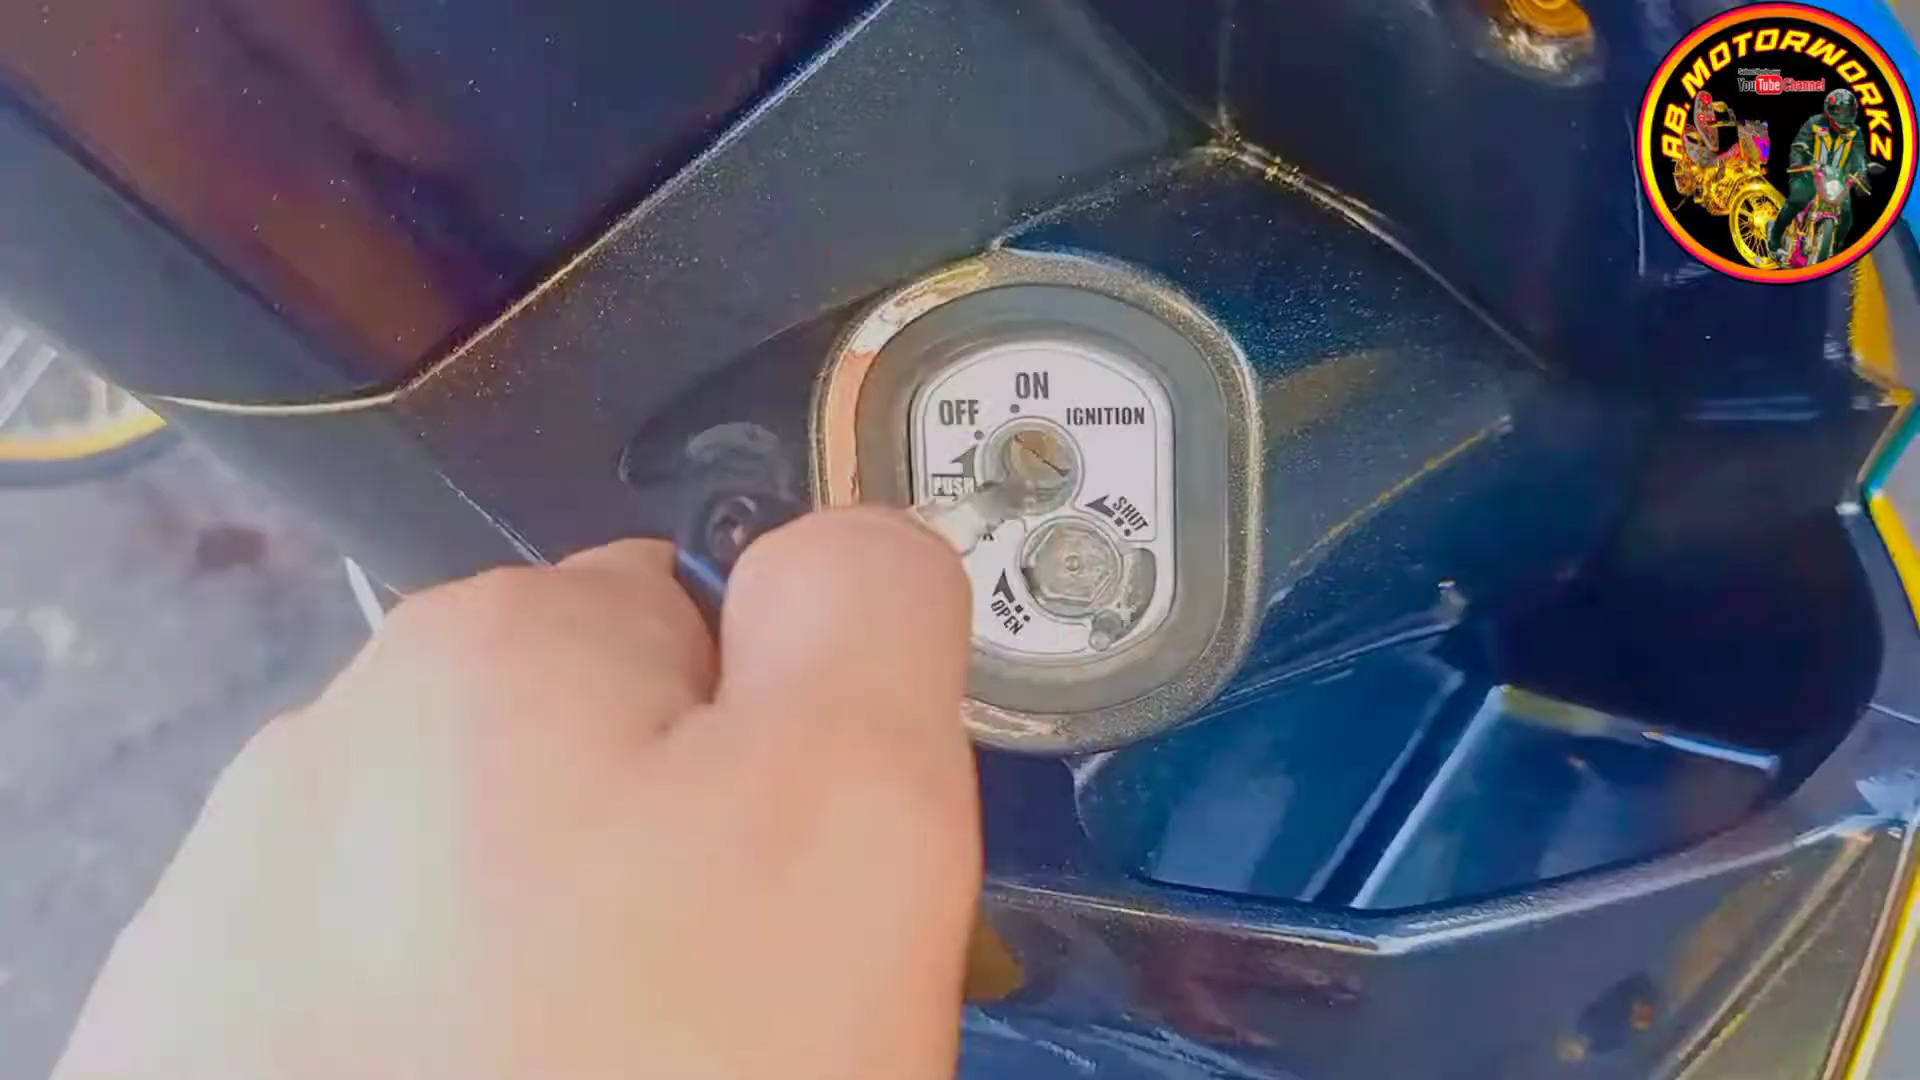 AB. MOTORWORKZ
YouTube Channel
ON
OFF
IGNITION
PUSH
SHUT
OPEN